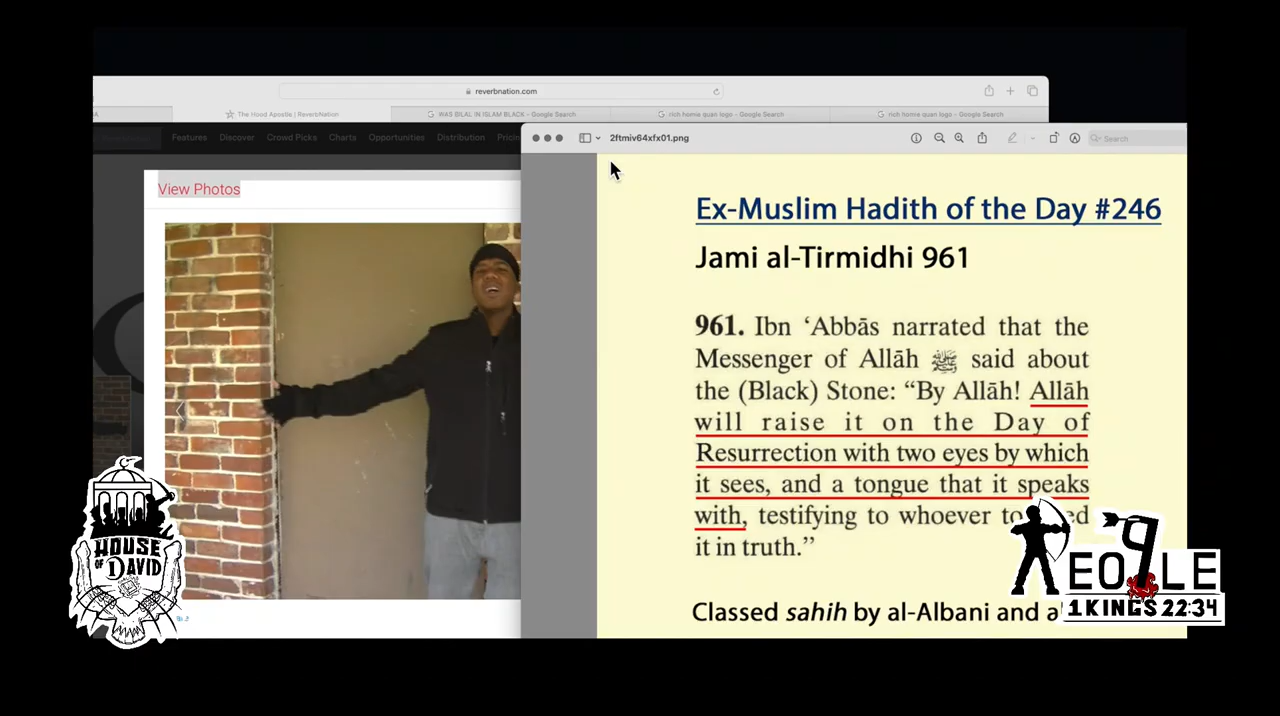 reverbnation.com
The Hood Apostle | ReverbNation
WAS BILAL IN ISLAM BLACK - Google Search
rich homie quan logo - Google Search
rich homie quan logo - Google Search
Features Discover Crowd Picks Charts Opportunities Distribution Pricin
2ftmiv64xfx01.png
Search
View Photos
Ex-Muslim Hadith of the Day #246
Jami al-Tirmidhi 961
961. Ibn ‘Abbās narrated that the
Messenger of Allāh ﷺ said about
the (Black) Stone: “By Allāh! Allāh
will raise it on the Day of
Resurrection with two eyes by which
it sees, and a tongue that it speaks
with, testifying to whoever
it in truth.”
Classed sahih by al-Albani and
HOUSE
OF DAVID
PEOPLE
1 KINGS 22:34